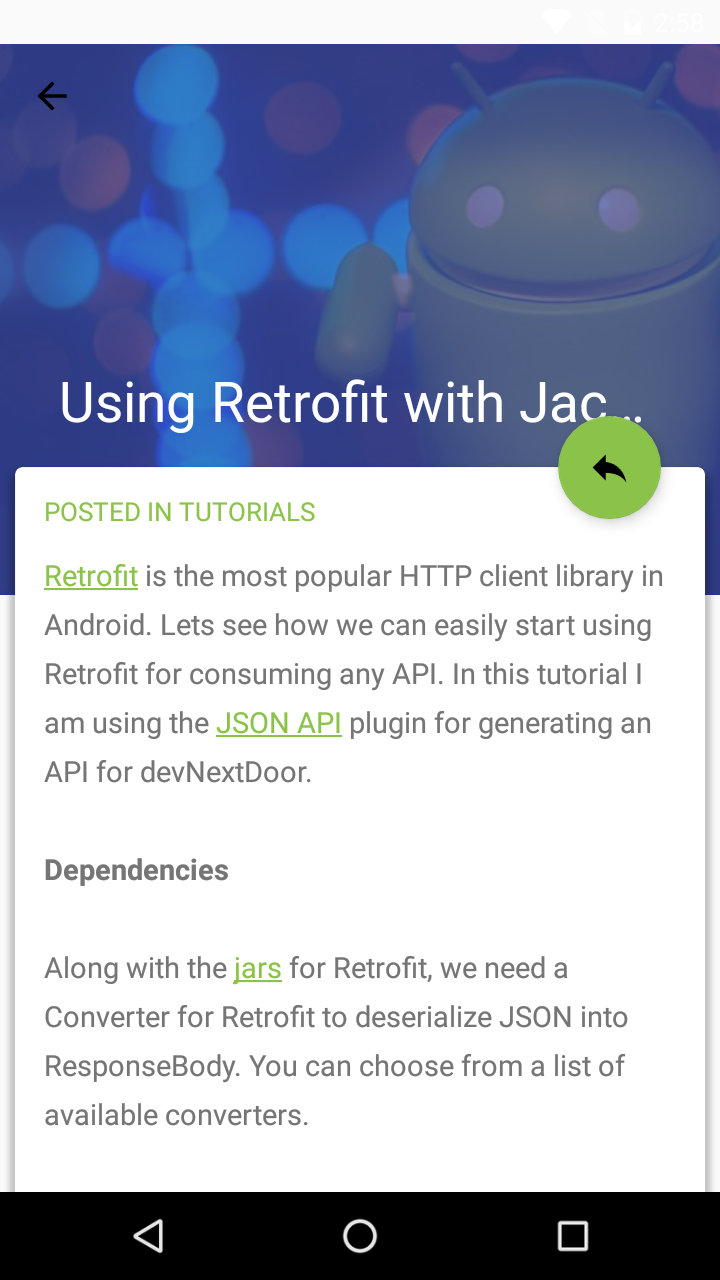 2:58
Using Retrofit with Jac…
POSTED IN TUTORIALS
Retrofit is the most popular HTTP client library in
Android. Lets see how we can easily start using
Retrofit for consuming any API. In this tutorial I
am using the JSON API plugin for generating an
API for devNextDoor.
Dependencies
Along with the jars for Retrofit, we need a
Converter for Retrofit to deserialize JSON into
ResponseBody. You can choose from a list of
available converters.